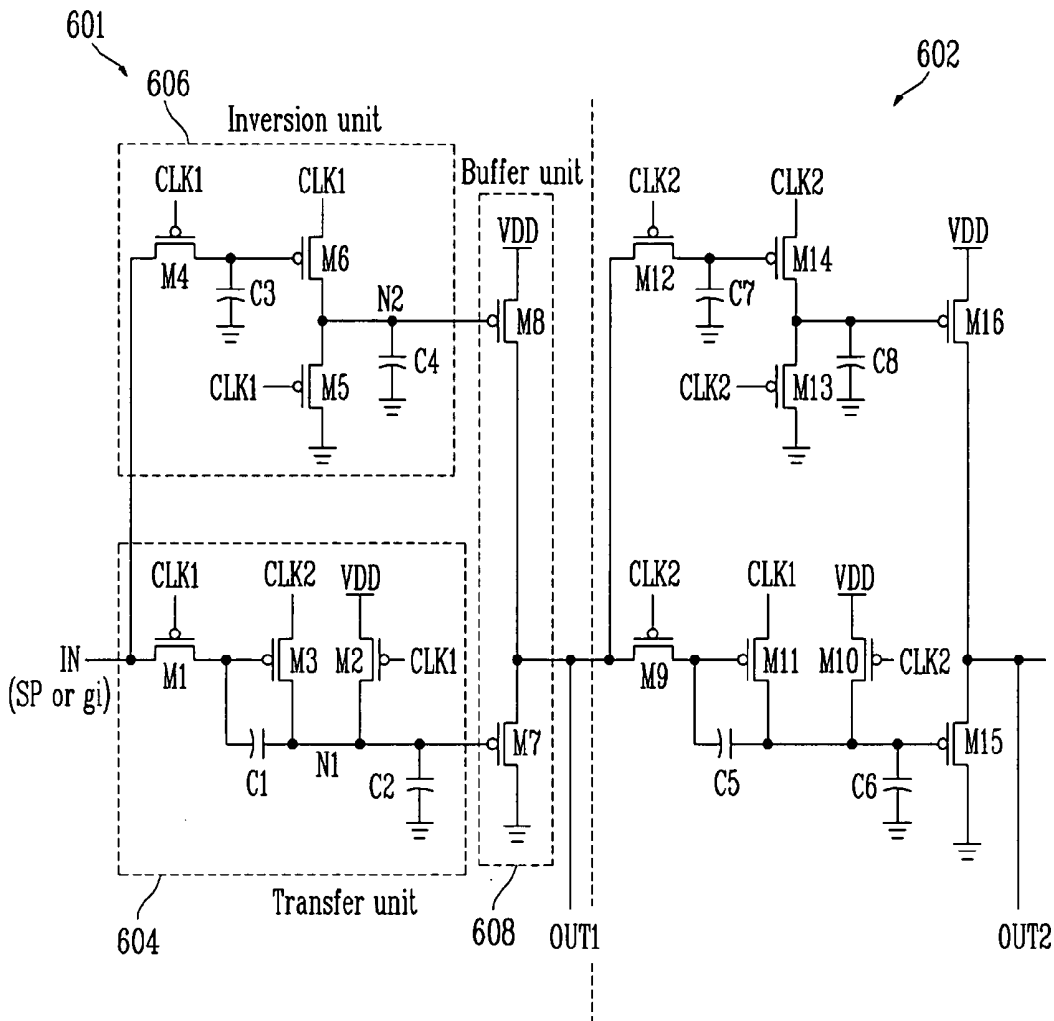 601
602
606
Inversion unit
Buffer unit
CLK1
CLK1
VDD
M4
C3
M6
N2
M8
C4
CLK1
M5
CLK2
CLK2
VDD
M12
C7
M14
M16
C8
CLK2
M13
CLK1
CLK2
VDD
IN
(SP or gi)
M1
M3
M2
CLK1
C1
N1
C2
M7
CLK2
CLK1
VDD
M9
M11
M10
CLK2
C5
C6
M15
604
Transfer unit
608
OUT1
OUT2